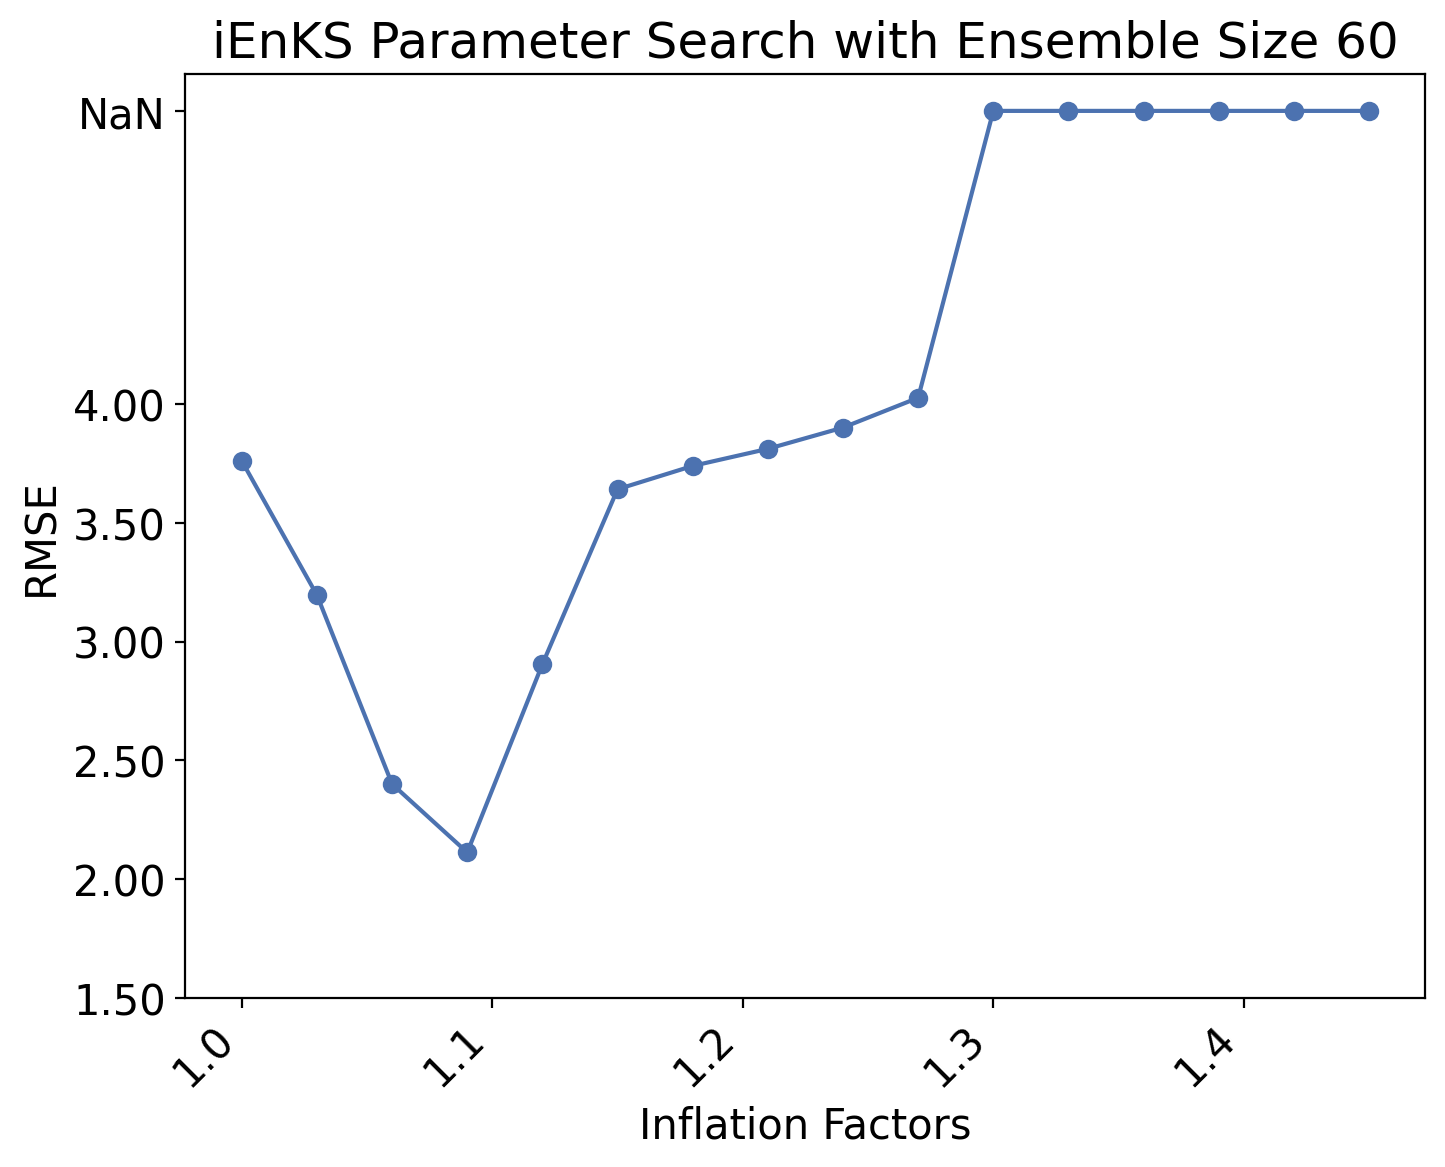 iEnKS Parameter Search with Ensemble Size 60
NaN
4.00
3.50
3.00
2.50
2.00
1.50
RMSE
1.0
1.1
1.2
1.3
1.4
Inflation Factors